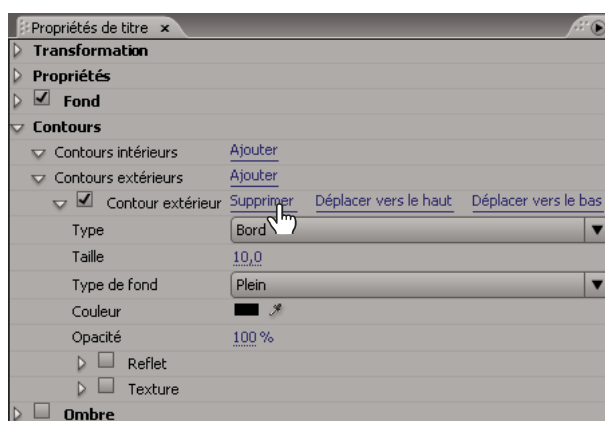 Propriétés de titre x
Transformation
Propriétés
Fond
Contours
Contours intérieurs Ajouter
Contours extérieurs Ajouter
Contour extérieur Supprimer Déplacer vers le haut Déplacer vers le bas
Type Bord
Taille 10,0
Type de fond Plein
Couleur
Opacité 100 %
Reflet
Texture
Ombre